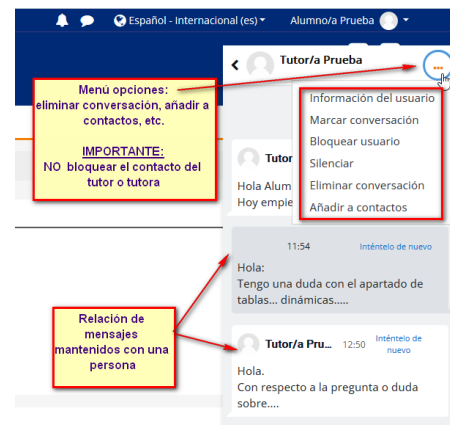 Español - Internacional (es)
Alumno/a Prueba
Tutor/a Prueba
Menú opciones:
eliminar conversación, añadir a
contactos, etc.
IMPORTANTE:
NO bloquear el contacto del
tutor o tutora
Información del usuario
Marcar conversación
Bloquear usuario
Silenciar
Eliminar conversación
Añadir a contactos
Tutor
Hola Alum
Hoy empie
11:54 Inténtelo de nuevo
Hola:
Tengo una duda con el apartado de
tablas... dinámicas.....
Relación de
mensajes
mantenidos con una
persona
Tutor/a Pru... 12:50 Inténtelo de
nuevo
Hola.
Con respecto a la pregunta o duda
sobre....